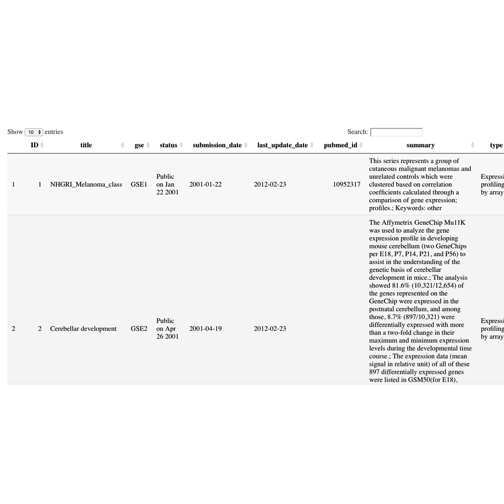 Show 10 entries Search:
ID title gse status submission_date last_update_date pubmed_id summary type
This series represents a group of
cutaneous malignant melanomas and
Public unrelated controls which were Expressi
1 1 NHGRI_Melanoma_class GSE1 on Jan 2001-01-22 2012-02-23 10952317 clustered based on correlation profiling
22 2001 coefficients calculated through a by array
comparison of gene expression;
profiles.; Keywords: other
The Affymetrix GeneChip Mu11K
was used to analyze the gene
expression profile in developing
mouse cerebellum (two GeneChips
per E18, P7, P14, P21, and P56) to
assist in the understanding of the
genetic basis of cerebellar
development in mice.; The analysis
showed 81.6% (10,321/12,654) of
the genes represented on the
GeneChip were expressed in the
Public postnatal cerebellum, and among Expressi
2 2 Cerebellar development GSE2 on Apr 2001-04-19 2012-02-23 those, 8.7% (897/10,321) were profiling
26 2001 differentially expressed with more by array
than a two-fold change in their
maximum and minimum expression
levels during the developmental time
course.; The expression data (mean
signal in relative unit) of all of these
897 differentially expressed genes
were listed in GSM50(for E18),